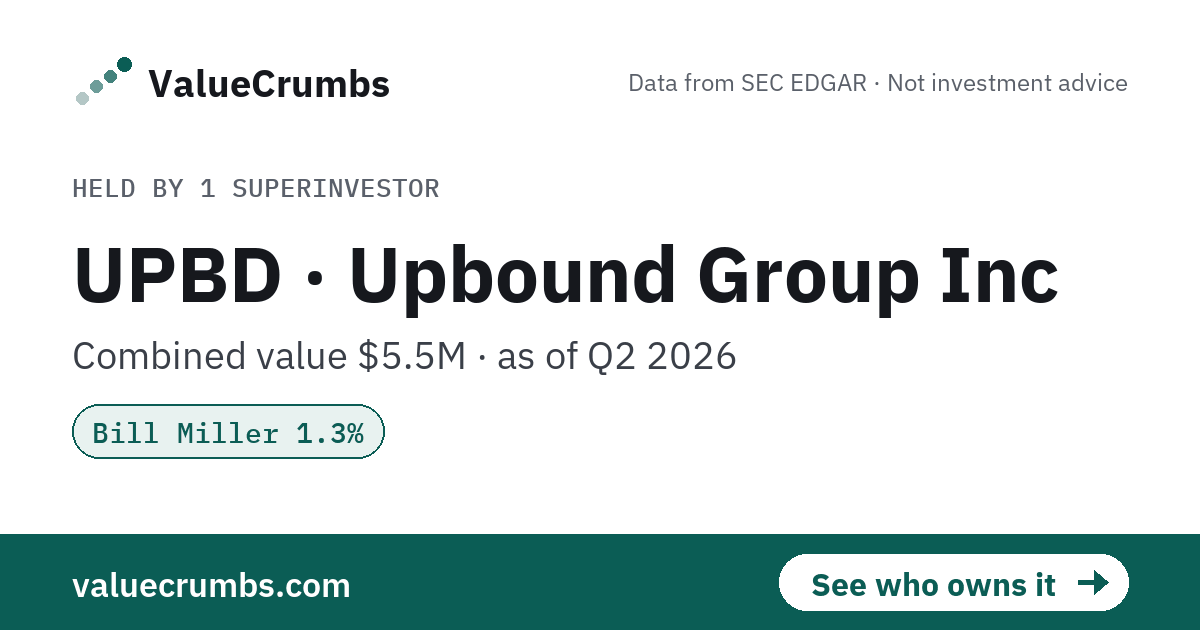 ValueCrumbs
Data from SEC EDGAR · Not investment advice
HELD BY 1 SUPERINVESTOR
UPBD · Upbound Group Inc
Combined value $5.5M · as of Q2 2026
Bill Miller 1.3%
valuecrumbs.com
See who owns it →